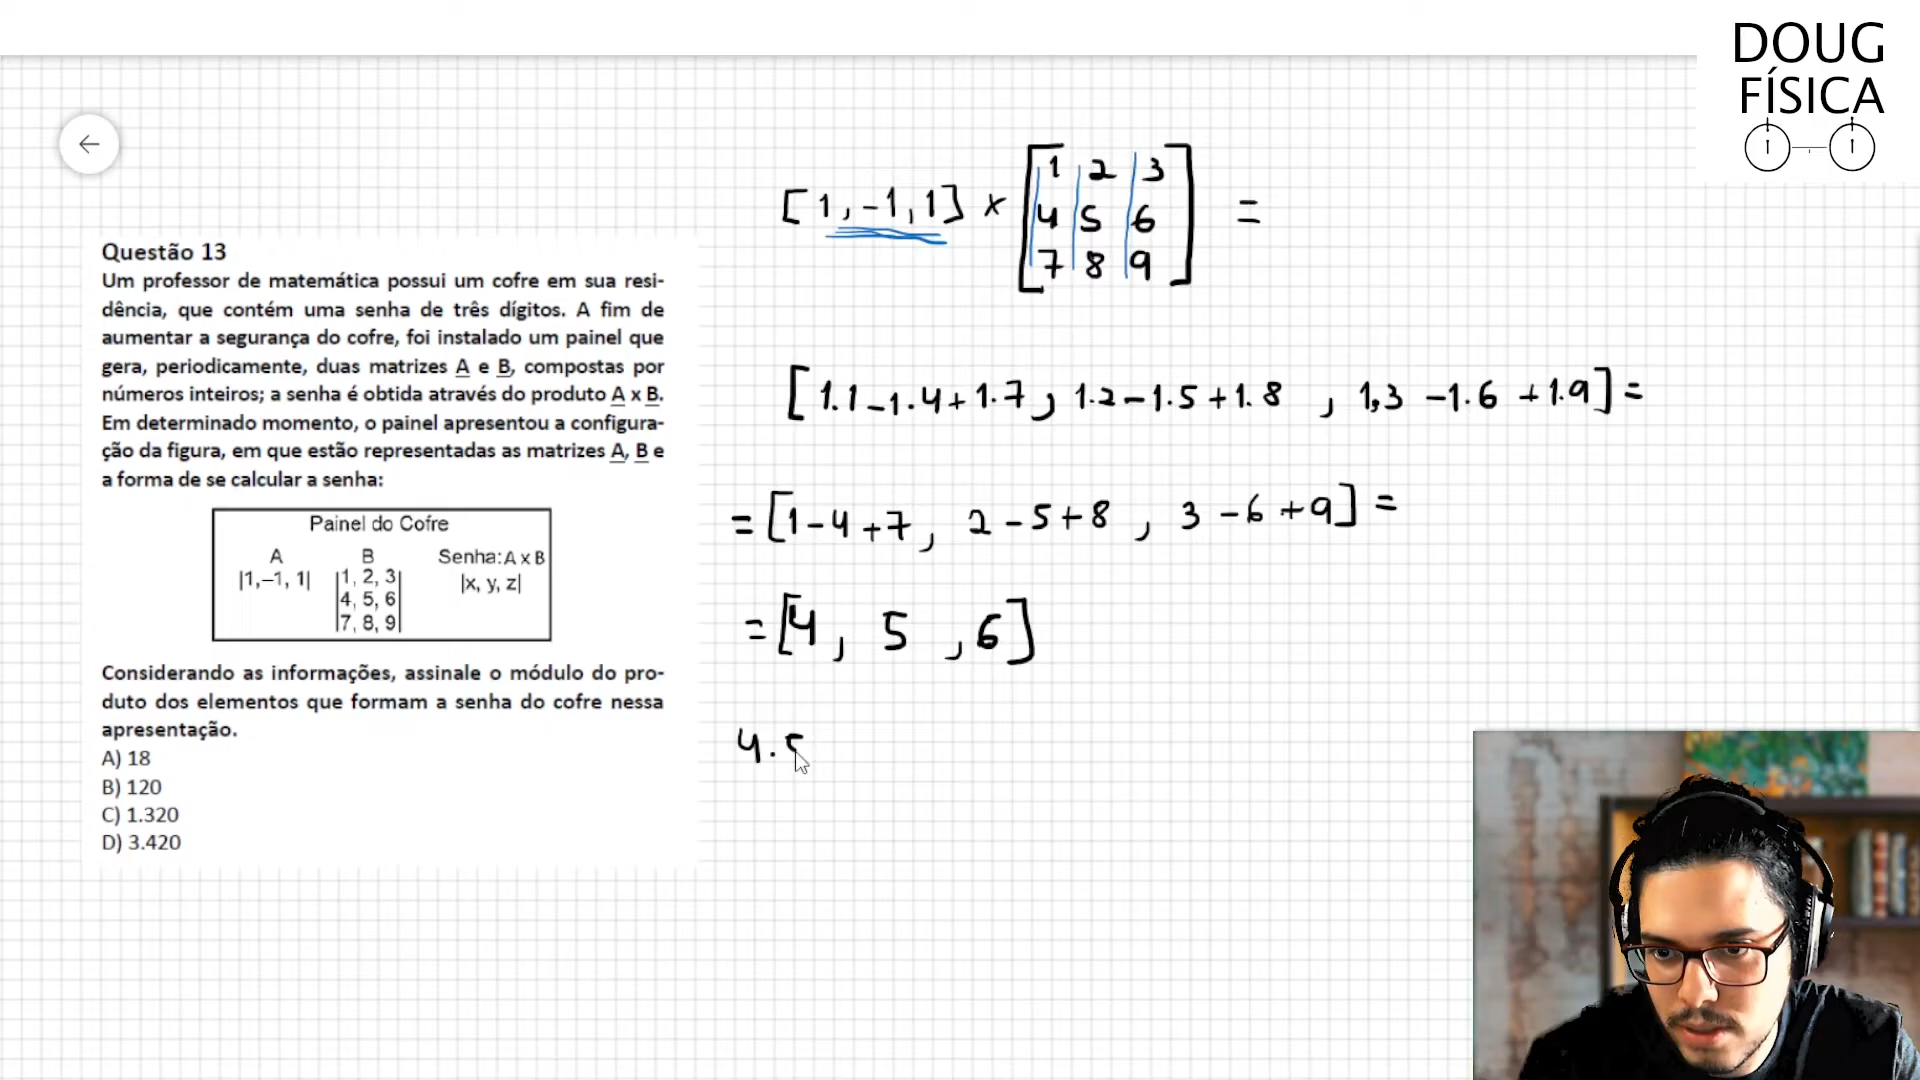 DOUG
FÍSICA
Questão 13
Um professor de matemática possui um cofre em sua resi-
dência, que contém uma senha de três dígitos. A fim de
aumentar a segurança do cofre, foi instalado um painel que
gera, periodicamente, duas matrizes A e B, compostas por
números inteiros; a senha é obtida através do produto A x B.
Em determinado momento, o painel apresentou a configura-
ção da figura, em que estão representadas as matrizes A, B e
a forma de se calcular a senha:
Painel do Cofre
A B Senha: A x B
|1,–1, 1| |1, 2, 3| |x, y, z|
|4, 5, 6|
|7, 8, 9|
Considerando as informações, assinale o módulo do pro-
duto dos elementos que formam a senha do cofre nessa
apresentação.
A) 18
B) 120
C) 1.320
D) 3.420
[1,-1,1] x [1 2 3
4 5 6
7 8 9] =
[1.1-1.4+1.7, 1.2-1.5+1.8 , 1,3 -1.6 +1.9] =
= [1-4+7, 2-5+8 , 3-6+9] =
= [4, 5 ,6]
4.5